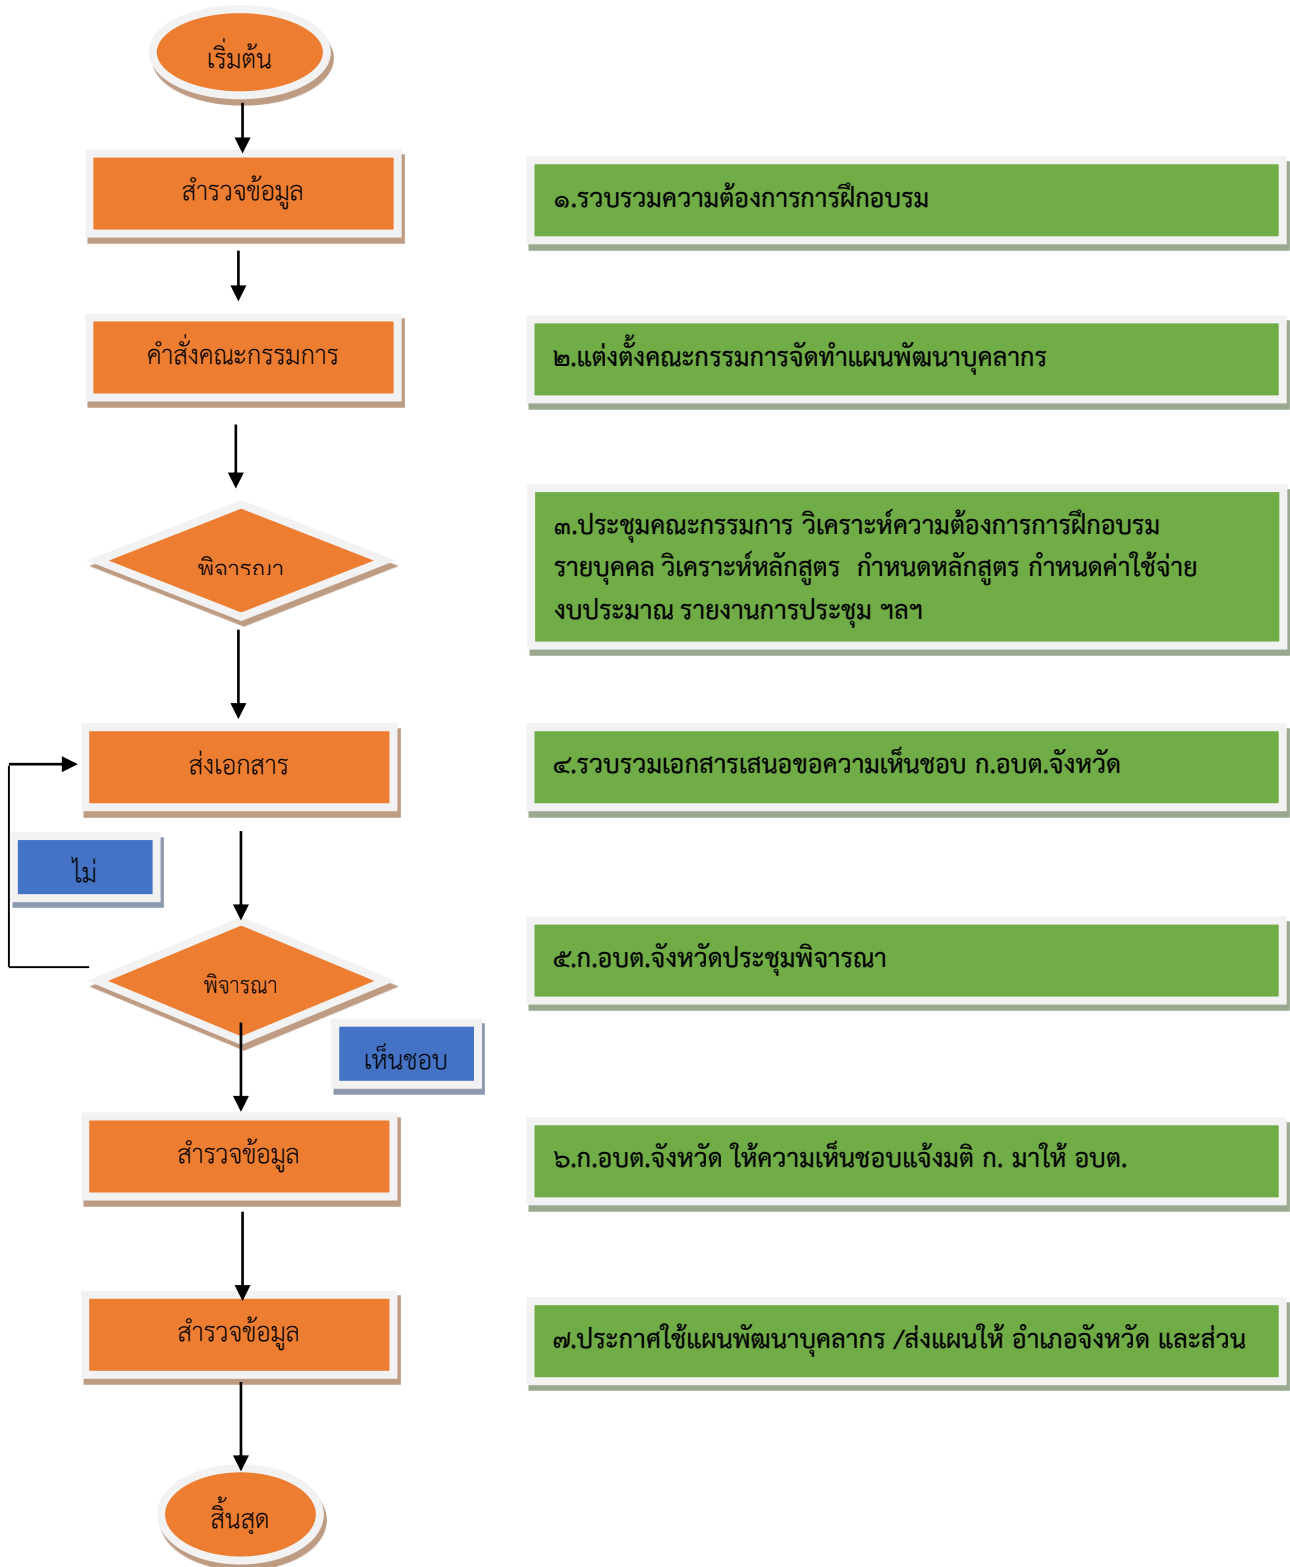 เริ่มต้น
สำรวจข้อมูล
๑.รวบรวมความต้องการการฝึกอบรม
คำสั่งคณะกรรมการ
๒.แต่งตั้งคณะกรรมการจัดทำแผนพัฒนาบุคลากร
พิจารณา
๓.ประชุมคณะกรรมการ วิเคราะห์ความต้องการการฝึกอบรม
รายบุคคล วิเคราะห์หลักสูตร กำหนดหลักสูตร กำหนดค่าใช้จ่าย
งบประมาณ รายงานการประชุม ฯลฯ
ส่งเอกสาร
๔.รวบรวมเอกสารเสนอขอความเห็นชอบ ก.อบต.จังหวัด
ไม่
พิจารณา
๕.ก.อบต.จังหวัดประชุมพิจารณา
เห็นชอบ
สำรวจข้อมูล
๖.ก.อบต.จังหวัด ให้ความเห็นชอบแจ้งมติ ก. มาให้ อบต.
สำรวจข้อมูล
๗.ประกาศใช้แผนพัฒนาบุคลากร /ส่งแผนให้ อำเภอจังหวัด และส่วน
สิ้นสุด